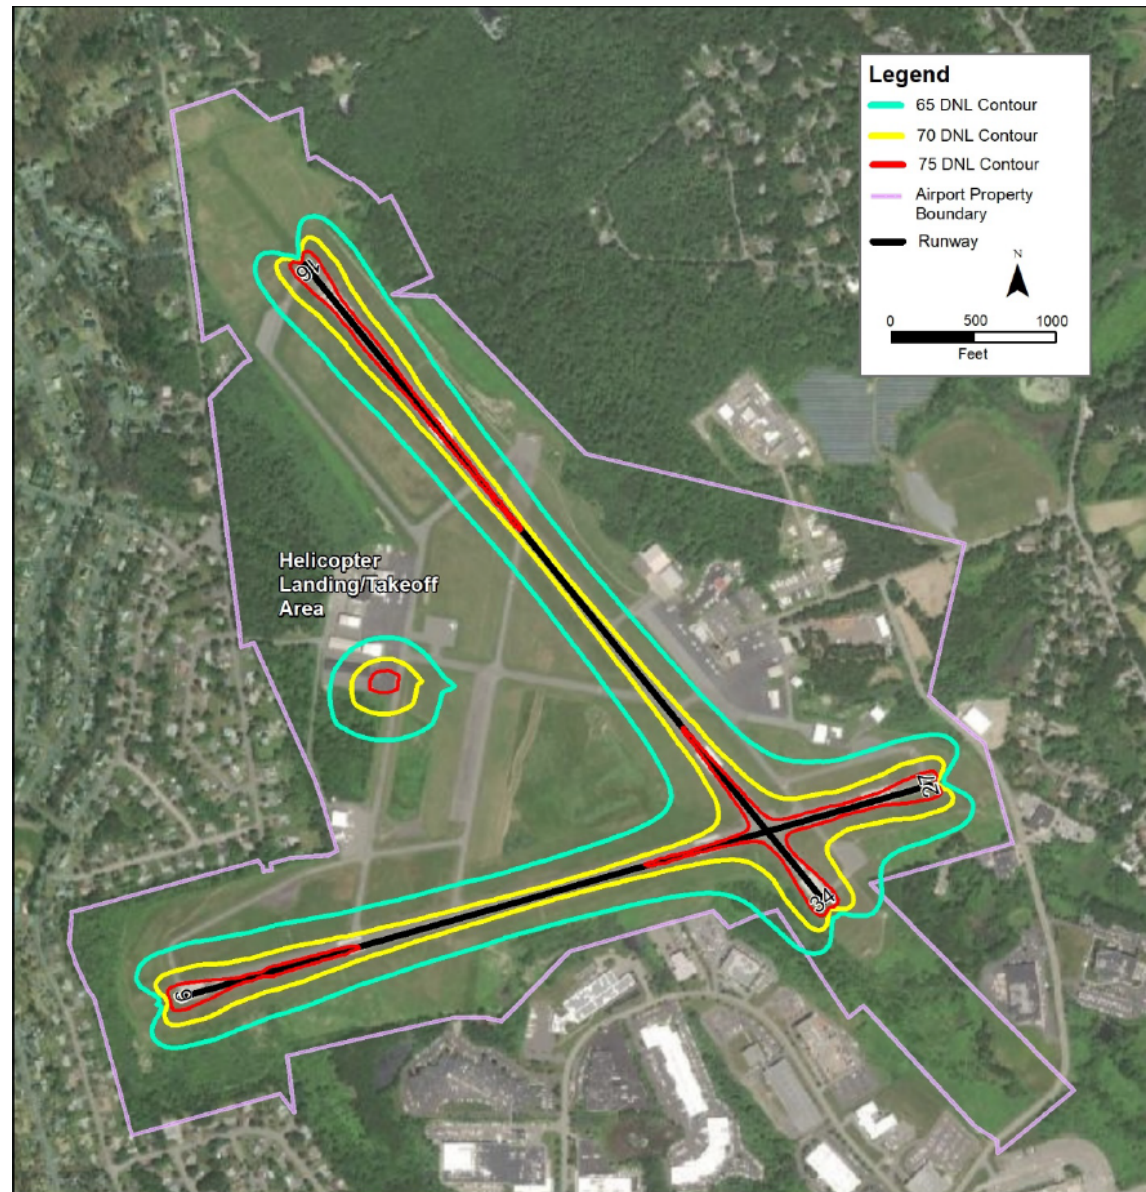 Legend
65 DNL Contour
70 DNL Contour
75 DNL Contour
Airport Property
Boundary
Runway
N
0 500 1000
Feet
16
Helicopter
Landing/Takeoff
Area
27
34
9